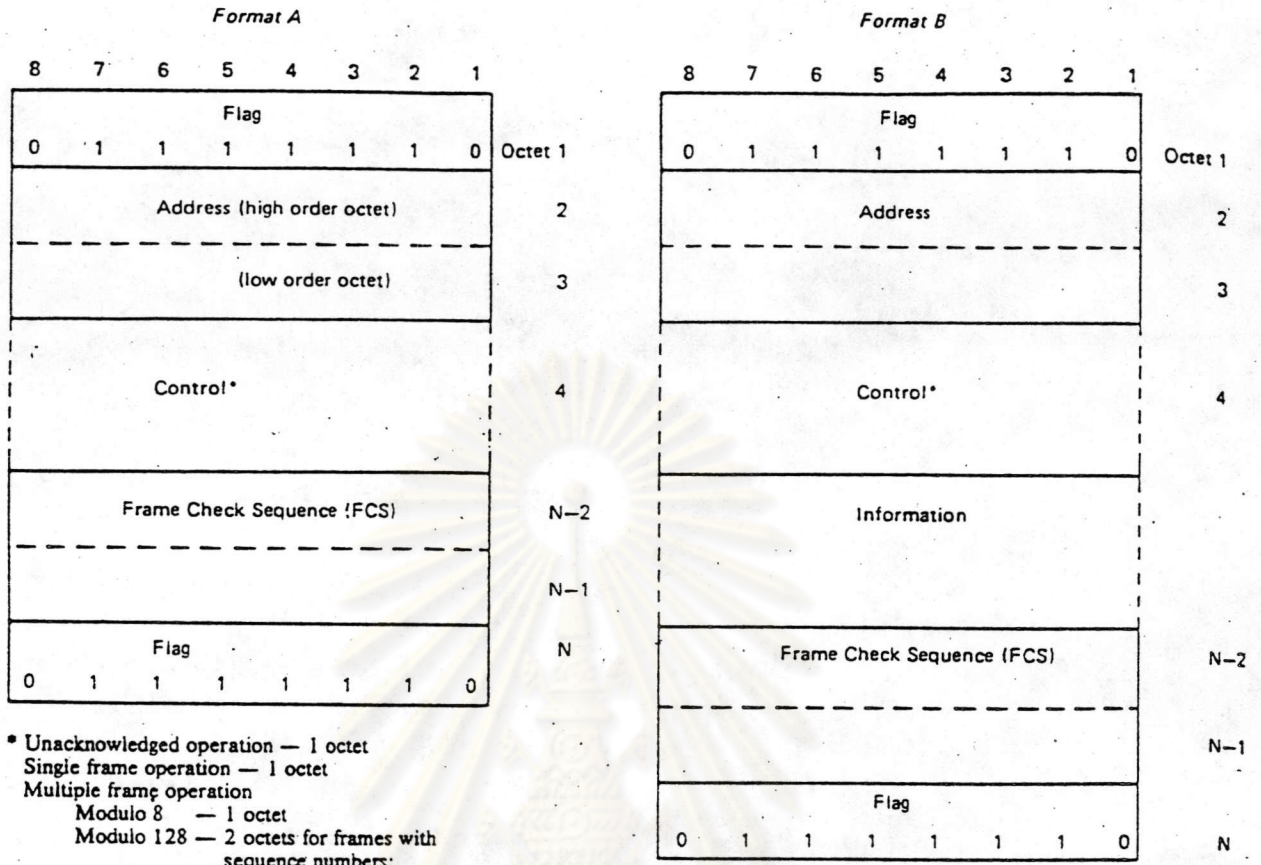 Format A
8 7 6 5 4 3 2 1
Flag
0 1 1 1 1 1 1 0 Octet 1
Address (high order octet) 2
(low order octet) 3
Control* 4
Frame Check Sequence (FCS) N–2
N–1
Flag N
0 1 1 1 1 1 1 0
* Unacknowledged operation — 1 octet
Single frame operation — 1 octet
Multiple frame operation
Modulo 8 — 1 octet
Modulo 128 — 2 octets for frames with
sequence numbers;
Format B
8 7 6 5 4 3 2 1
Flag
0 1 1 1 1 1 1 0 Octet 1
Address 2
3
Control* 4
Information
Frame Check Sequence (FCS) N–2
N–1
Flag
0 1 1 1 1 1 1 0 N